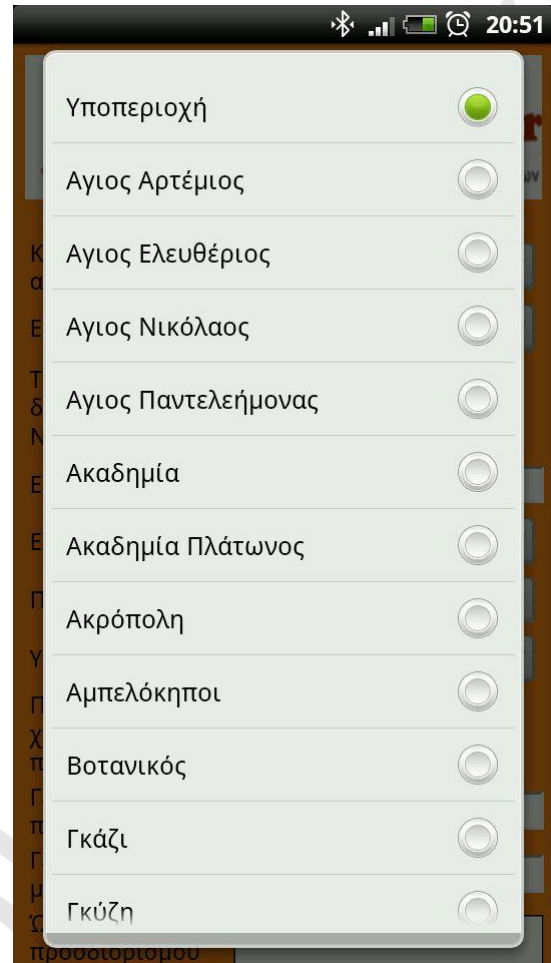 20:51
Υποπεριοχή
Αγιος Αρτέμιος
Αγιος Ελευθέριος
Αγιος Νικόλαος
Αγιος Παντελεήμονας
Ακαδημία
Ακαδημία Πλάτωνος
Ακρόπολη
Αμπελόκηποι
Βοτανικός
Γκάζι
Γκύζη
προσδιορισμού